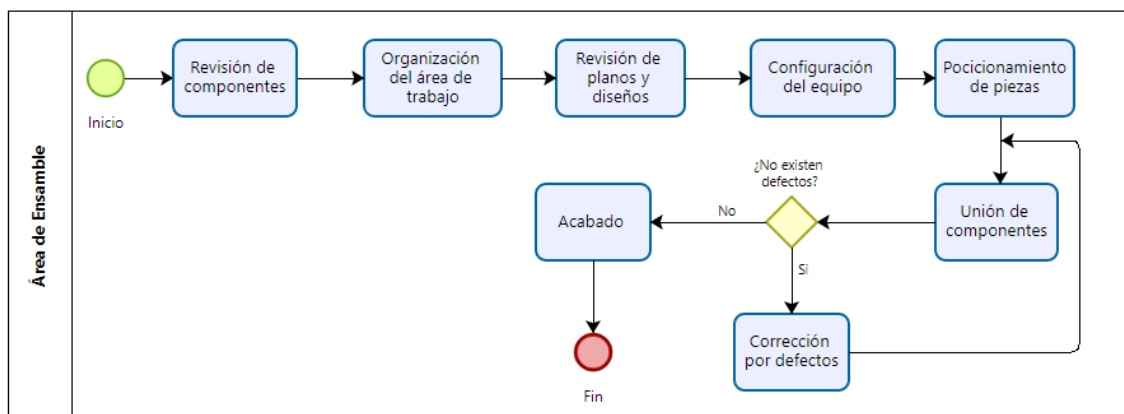 Área de Ensamble
Inicio
Revisión de
componentes
Organización
del área de
trabajo
Revisión de
planos y
diseños
Configuración
del equipo
Pocicionamiento
de piezas
Unión de
componentes
¿No existen
defectos?
No
Si
Acabado
Corrección
por defectos
Fin